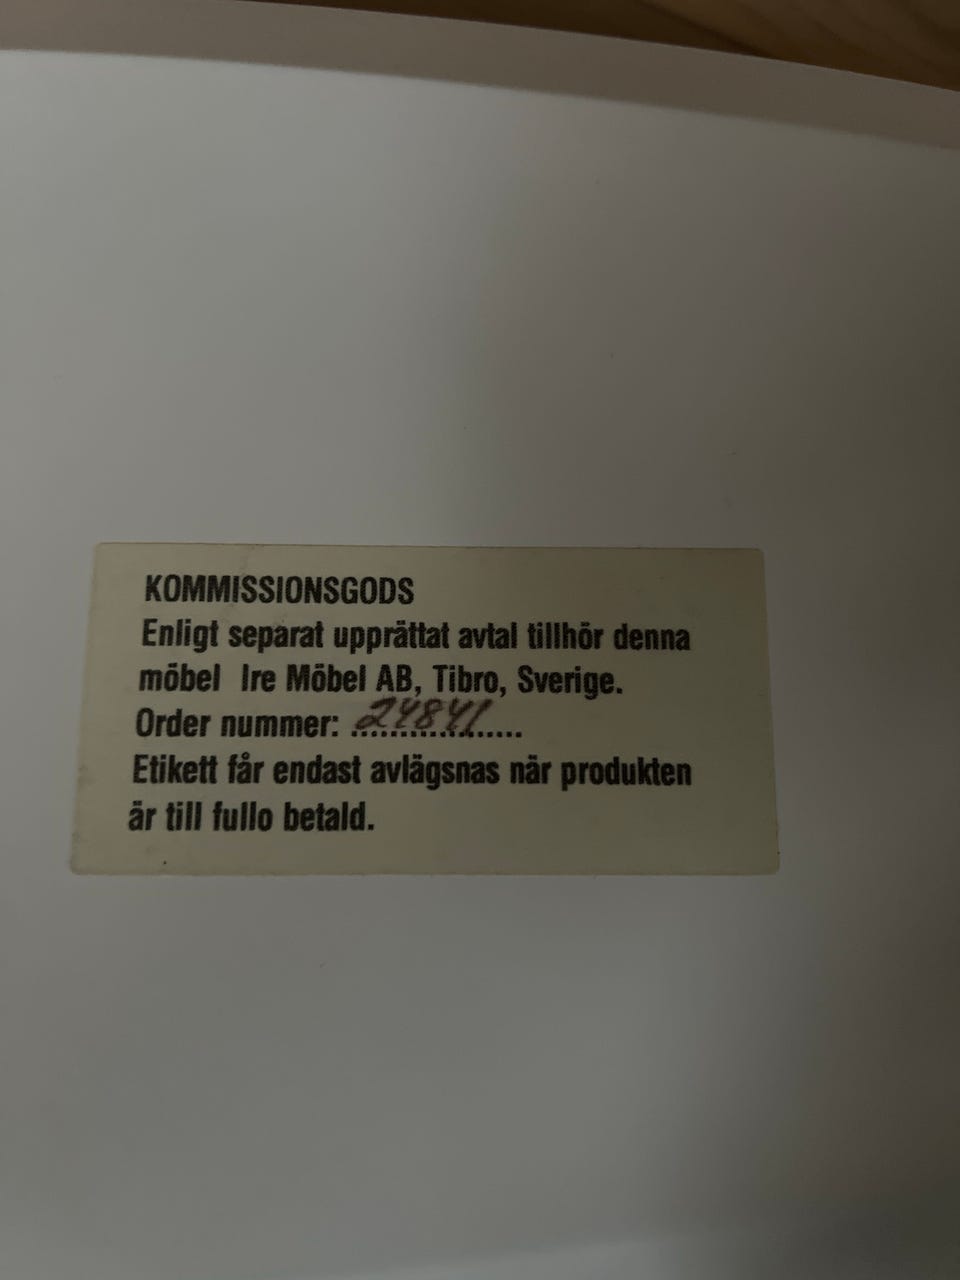 KOMMISSIONSGODS
Enligt separat upprättat avtal tillhör denna
möbel Ire Möbel AB, Tibro, Sverige.
Order nummer: 24841
Etikett får endast avlägsnas när produkten
är till fullo betald.